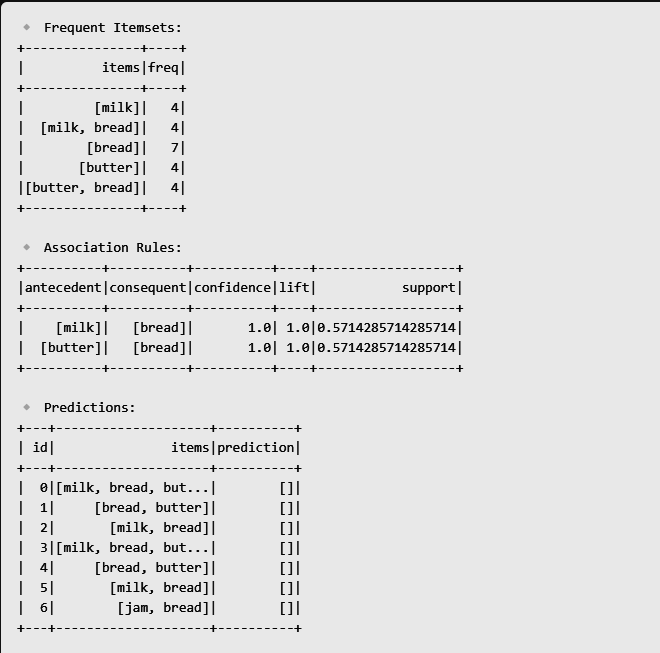 🔹 Frequent Itemsets:
+---------------+----+
|          items|freq|
+---------------+----+
|         [milk]|   4|
|  [milk, bread]|   4|
|        [bread]|   7|
|       [butter]|   4|
|[butter, bread]|   4|
+---------------+----+
🔹 Association Rules:
+----------+----------+----------+----+------------------+
|antecedent|consequent|confidence|lift|           support|
+----------+----------+----------+----+------------------+
|    [milk]|   [bread]|       1.0| 1.0|0.5714285714285714|
|  [butter]|   [bread]|       1.0| 1.0|0.5714285714285714|
+----------+----------+----------+----+------------------+
🔹 Predictions:
+---+--------------------+----------+
| id|               items|prediction|
+---+--------------------+----------+
|  0|[milk, bread, but...|        []|
|  1|     [bread, butter]|        []|
|  2|       [milk, bread]|        []|
|  3|[milk, bread, but...|        []|
|  4|     [bread, butter]|        []|
|  5|       [milk, bread]|        []|
|  6|        [jam, bread]|        []|
+---+--------------------+----------+